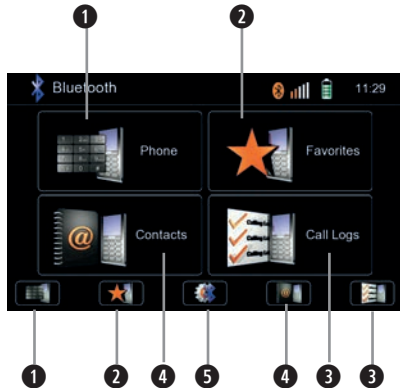 1 2
Bluetooth 11:29
Phone Favorites
@ Contacts Call Logs
@
1 2 4 5 4 3 3